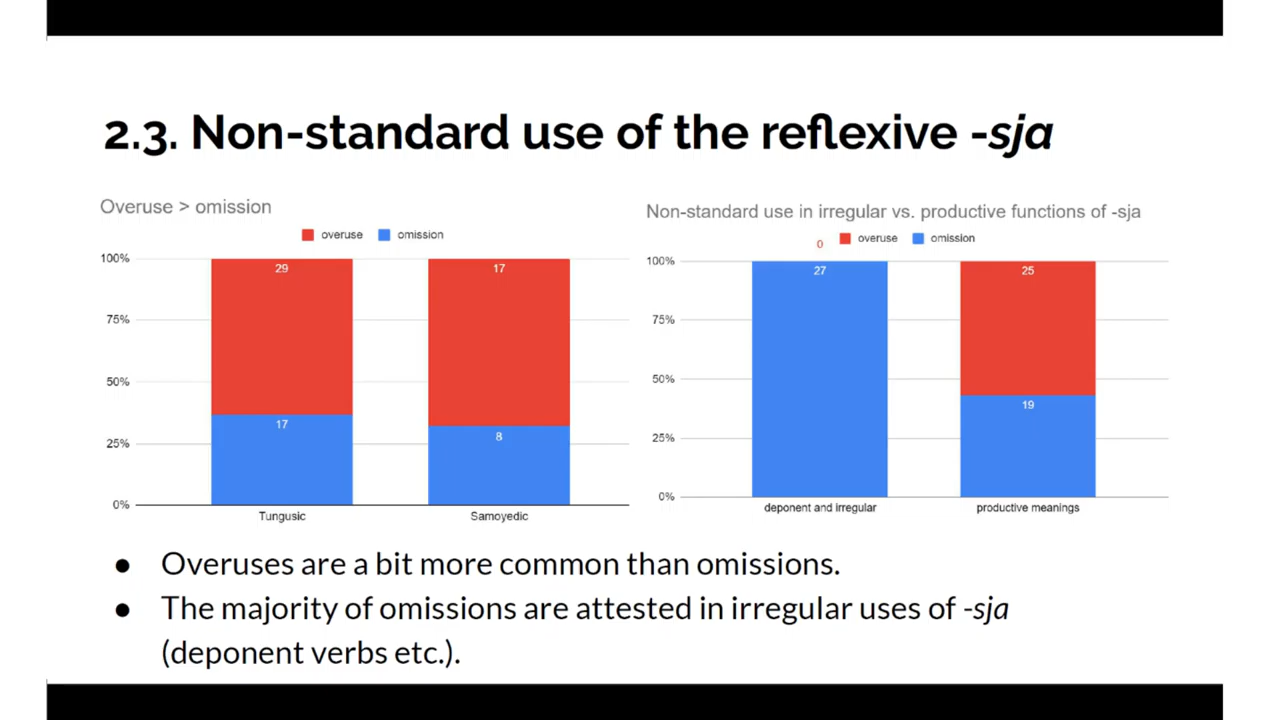 2.3. Non-standard use of the reflexive -sja
Overuse > omission
overuse omission
100%
75%
50%
25%
0%
29
17
17
8
Tungusic Samoyedic
Non-standard use in irregular vs. productive functions of -sja
0 overuse omission
100%
75%
50%
25%
0%
27
25
19
deponent and irregular productive meanings
● Overuses are a bit more common than omissions.
● The majority of omissions are attested in irregular uses of -sja
(deponent verbs etc.).